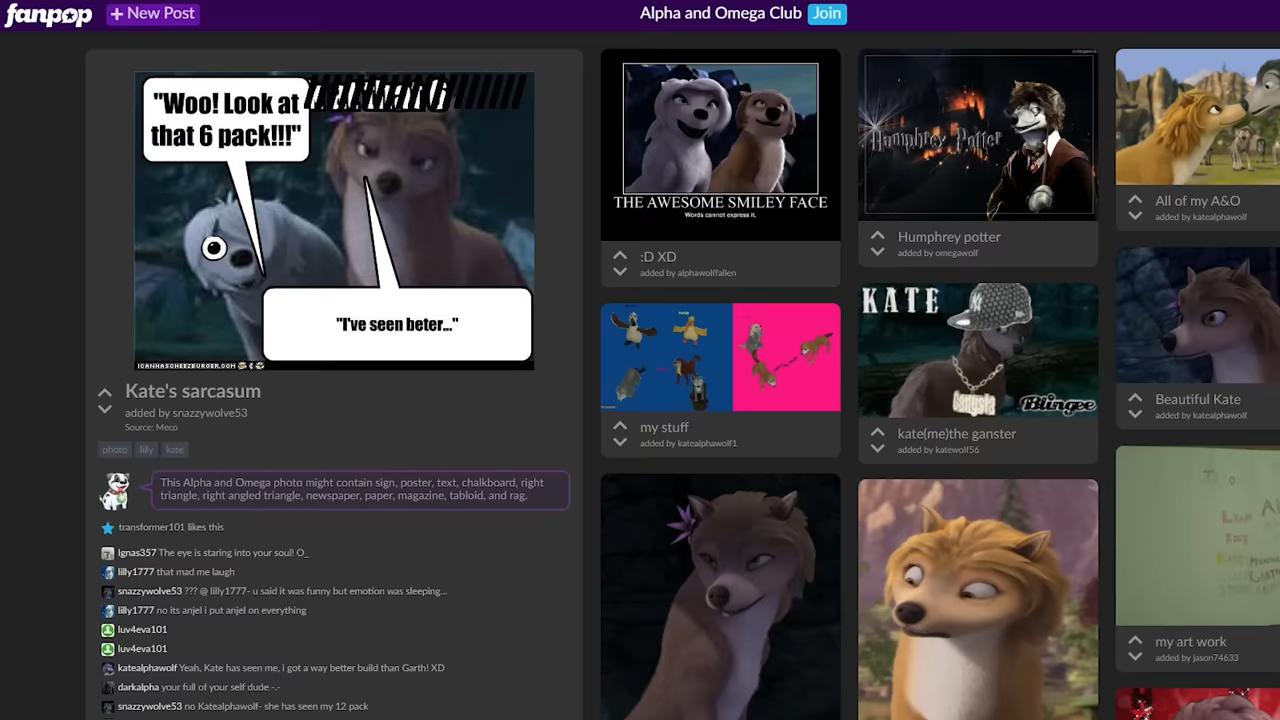 fanpop
+ New Post
Alpha and Omega Club Join
"Woo! Look at
that 6 pack!!!"
"I've seen beter..."
ICANHASCHEEZBURGER.COM
Kate's sarcasum
added by snazzywolve53
Source: Meco
photo lilly kate
This Alpha and Omega photo might contain sign, poster, text, chalkboard, right
triangle, right angled triangle, newspaper, paper, magazine, tabloid, and rag.
transformer101 likes this
Ignas357 The eye is staring into your soul! O_
lilly1777 that mad me laugh
snazzywolve53 ??? @ lilly1777- u said it was funny but emotion was sleeping...
lilly1777 no its anjel i put anjel on everything
luv4eva101
luv4eva101
katealphawolf Yeah, Kate has seen me, i got a way better build than Garth! XD
darkalpha your full of your self dude -.-
snazzywolve53 no Katealphawolf- she has seen my 12 pack
THE AWESOME SMILEY FACE
Words cannot express it.
:D XD
added by alphawolffallen
my stuff
added by katealphawolf1
Humphrey Potter
Humphrey potter
added by omegawolf
KATE
Gangsta
Blingee
kate(me)the ganster
added by katewolf56
All of my A&O
added by katealphawolf
Beautiful Kate
added by katealphawolf
my art work
added by jason74633